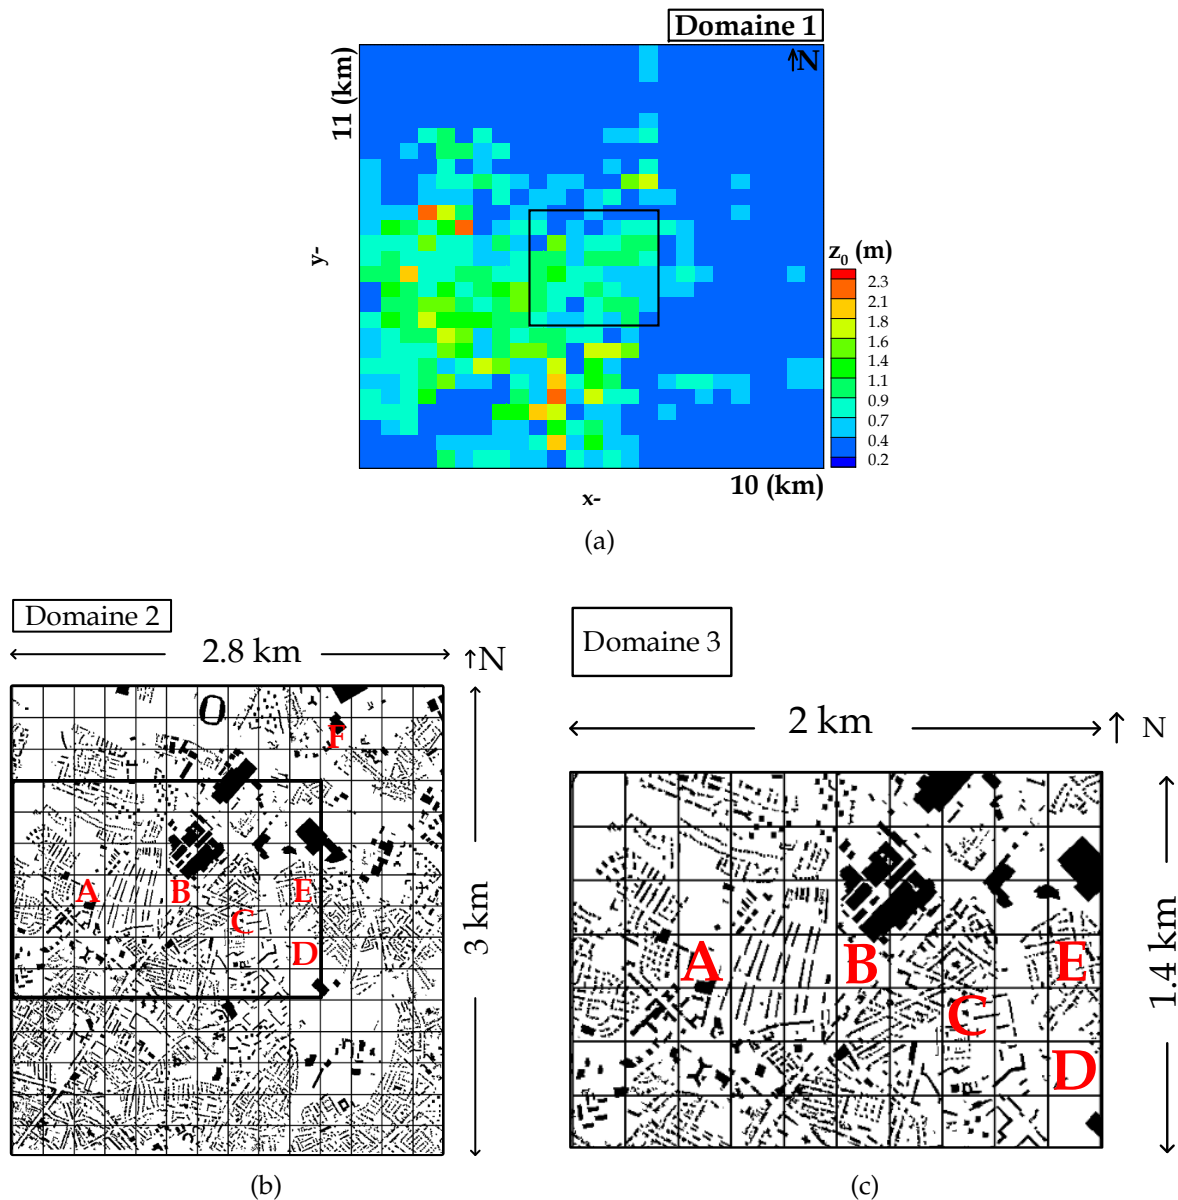 Domaine 1
↑N
11 (km)
y-
z₀ (m)
2.3
2.1
1.8
1.6
1.4
1.1
0.9
0.7
0.4
0.2
10 (km)
x-
(a)
Domaine 2
2.8 km
↑N
F
A
B
E
C
D
3 km
(b)
Domaine 3
2 km
↑ N
A
B
E
C
D
1.4 km
(c)